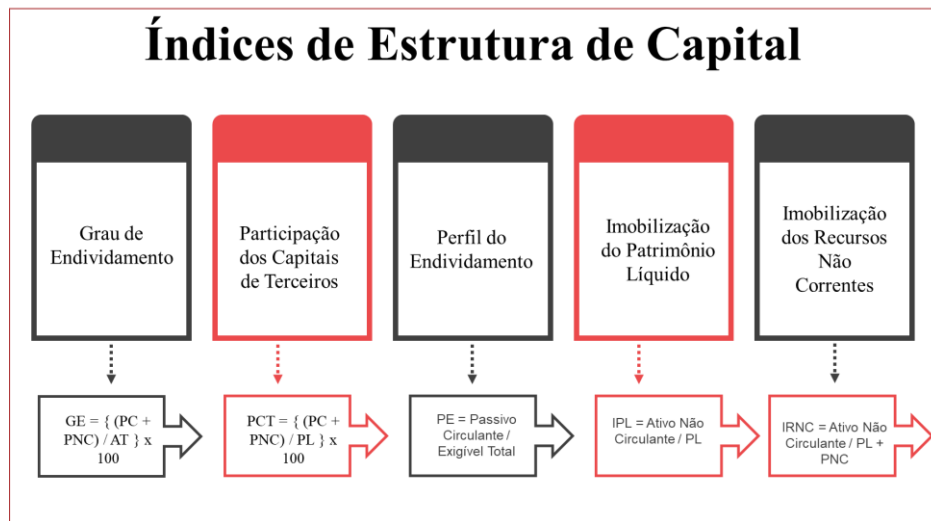 Índices de Estrutura de Capital
Grau de
Endividamento
Participação
dos Capitais
de Terceiros
Perfil do
Endividamento
Imobilização
do Patrimônio
Líquido
Imobilização
dos Recursos
Não
Correntes
GE = { (PC +
PNC) / AT } x
100
PCT = { (PC +
PNC) / PL } x
100
PE = Passivo
Circulante /
Exigível Total
IPL = Ativo Não
Circulante / PL
IRNC = Ativo Não
Circulante / PL +
PNC